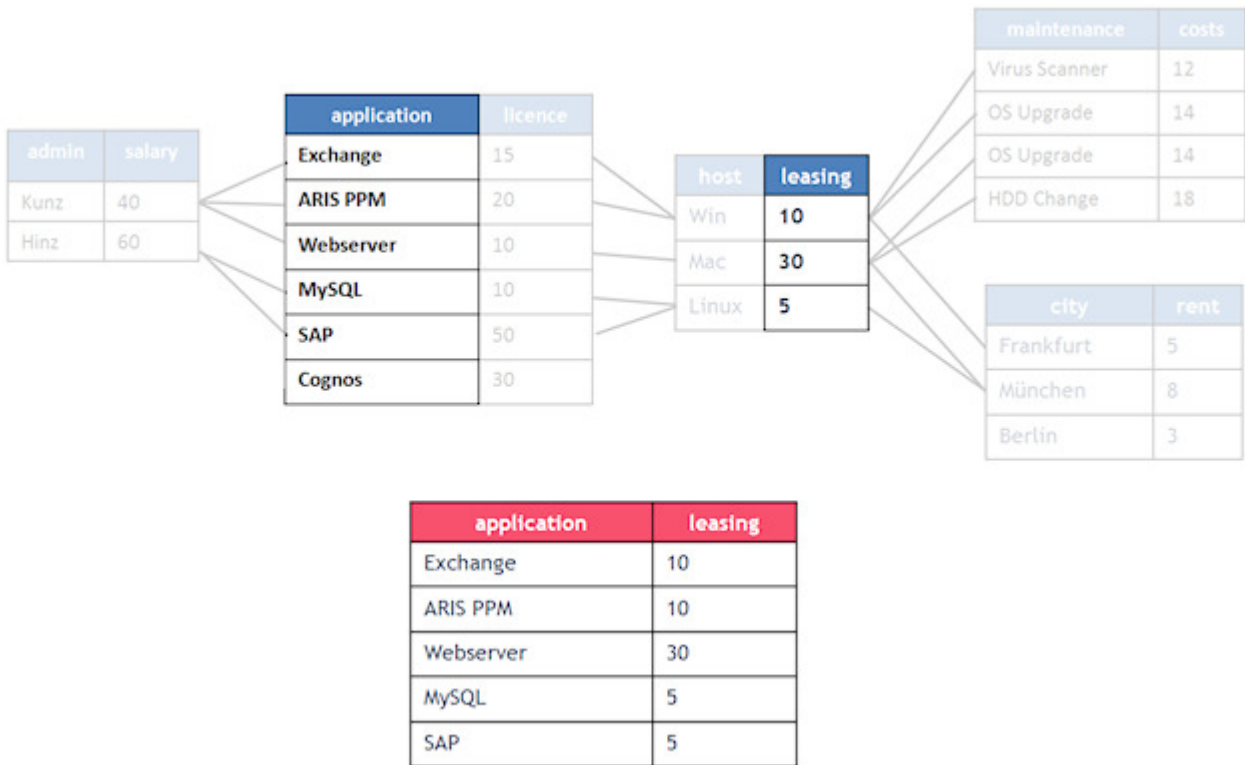 maintenance costs
Virus Scanner 12
OS Upgrade 14
OS Upgrade 14
HDD Change 18
admin salary
Kunz 40
Hinz 60
application licence
Exchange 15
ARIS PPM 20
Webserver 10
MySQL 10
SAP 50
Cognos 30
host leasing
Win 10
Mac 30
Linux 5
city rent
Frankfurt 5
München 8
Berlin 3
application leasing
Exchange 10
ARIS PPM 10
Webserver 30
MySQL 5
SAP 5